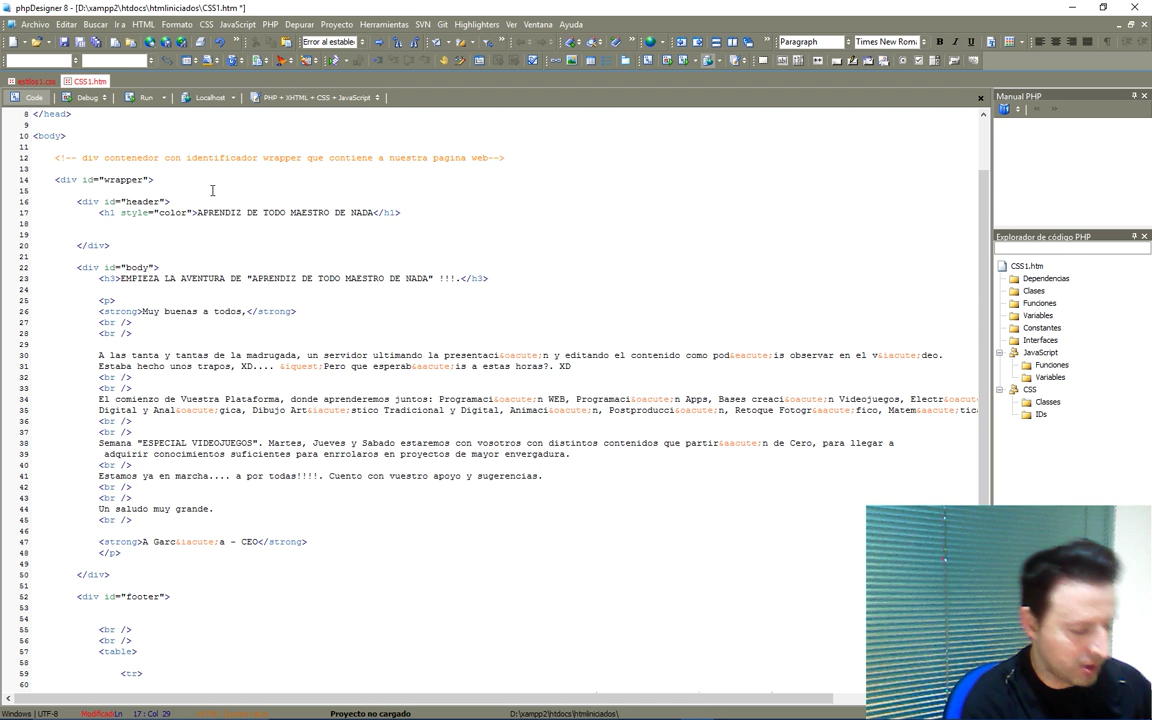 phpDesigner 8 - [D:\xampp2\htdocs\htmliniciados\CSS1.htm *]
Archivo Editar Buscar Ir a HTML Formato CSS JavaScript PHP Depurar Proyecto Herramientas SVN Git Highlighters Ver Ventana Ayuda
Error al estable Paragraph Times New Rom
estilos1.css CSS1.htm
Code Debug Run Localhost PHP + XHTML + CSS + JavaScript
8 </head>
9
10 <body>
11
12 <!-- div contenedor con identificador wrapper que contiene a nuestra pagina web-->
13
14 <div id="wrapper">
15
16 <div id="header">
17 <h1 style="color">APRENDIZ DE TODO MAESTRO DE NADA</h1>
18
19
20 </div>
21
22 <div id="body">
23 <h3>EMPIEZA LA AVENTURA DE "APRENDIZ DE TODO MAESTRO DE NADA" !!!.</h3>
24
25 <p>
26 <strong>Muy buenas a todos,</strong>
27 <br />
28 <br />
29
30 A las tanta y tantas de la madrugada, un servidor ultimando la presentaci&oacute;n y editando el contenido como pod&eacute;is observar en el v&iacute;deo.
31 Estaba hecho unos trapos, XD.... &iquest;Pero que esperab&aacute;is a estas horas?. XD
32 <br />
33 <br />
34 El comienzo de Vuestra Plataforma, donde aprenderemos juntos: Programaci&oacute;n WEB, Programaci&oacute;n Apps, Bases creaci&oacute;n Videojuegos, Electr&oacut
35 Digital y Anal&oacute;gica, Dibujo Art&iacute;stico Tradicional y Digital, Animaci&oacute;n, Postproducci&oacute;n, Retoque Fotogr&aacute;fico, Matem&aacute;tica
36 <br />
37 <br />
38 Semana "ESPECIAL VIDEOJUEGOS". Martes, Jueves y Sabado estaremos con vosotros con distintos contenidos que partir&aacute;n de Cero, para llegar a
39 adquirir conocimientos suficientes para enrrolaros en proyectos de mayor envergadura.
40 <br />
41 Estamos ya en marcha.... a por todas!!!!. Cuento con vuestro apoyo y sugerencias.
42 <br />
43 <br />
44 Un saludo muy grande.
45 <br />
46
47 <strong>A Garc&iacute;a - CEO</strong>
48 </p>
49
50 </div>
51
52 <div id="footer">
53
54
55 <br />
56 <br />
57 <table>
58
59 <tr>
60
Manual PHP
Explorador de código PHP
CSS1.htm
Dependencias
Clases
Funciones
Variables
Constantes
Interfaces
JavaScript
Funciones
Variables
CSS
Classes
IDs
Windows | UTF-8 Modificado Ln 17 : Col 29 Proyecto no cargado D:\xampp2\htdocs\htmliniciados\